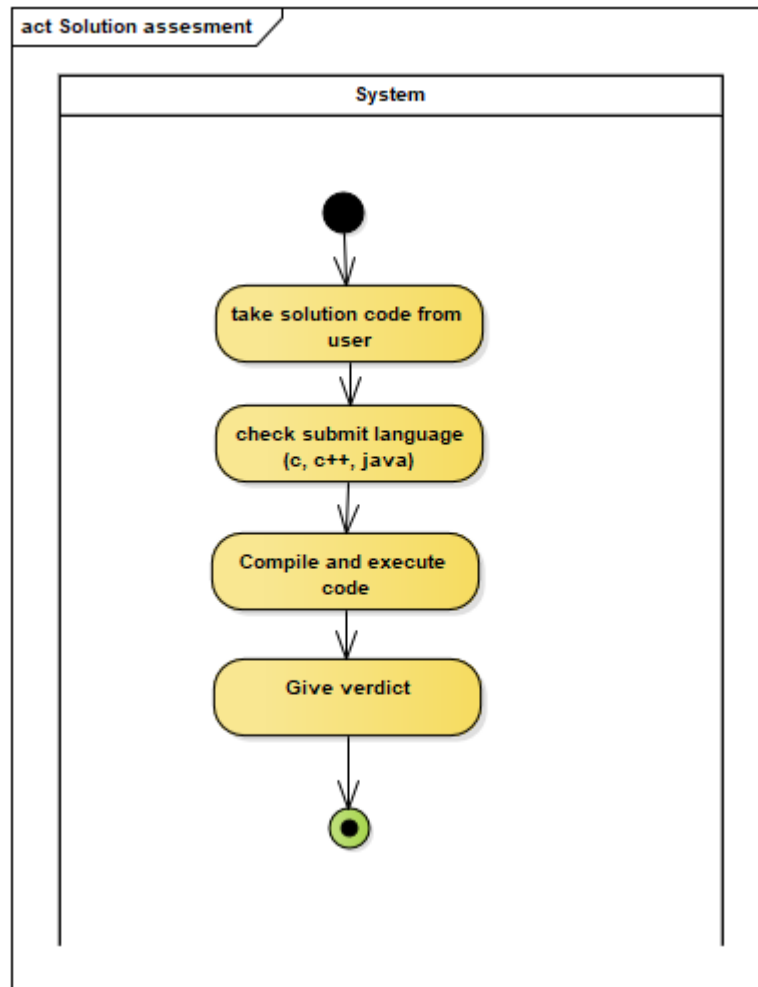 act Solution assesment
System
take solution code from
user
check submit language
(c, c++, java)
Compile and execute
code
Give verdict